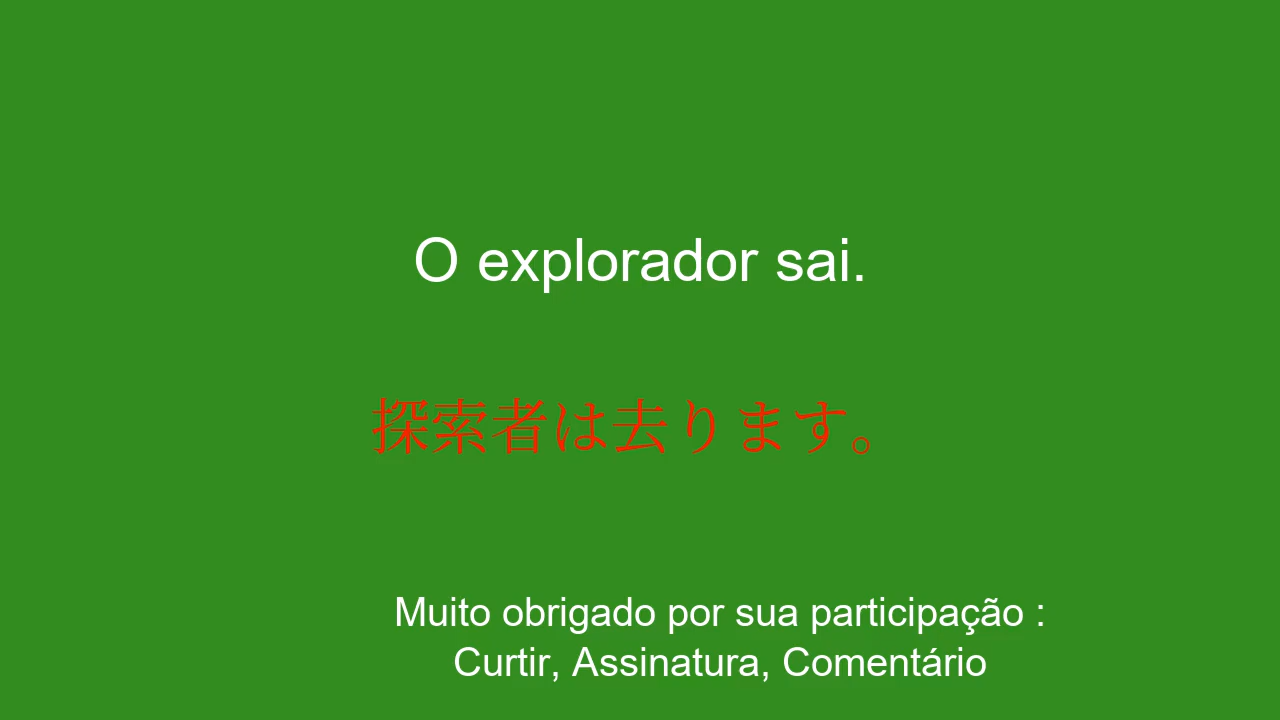 O explorador sai.
探索者は去ります。
Muito obrigado por sua participação :
Curtir, Assinatura, Comentário